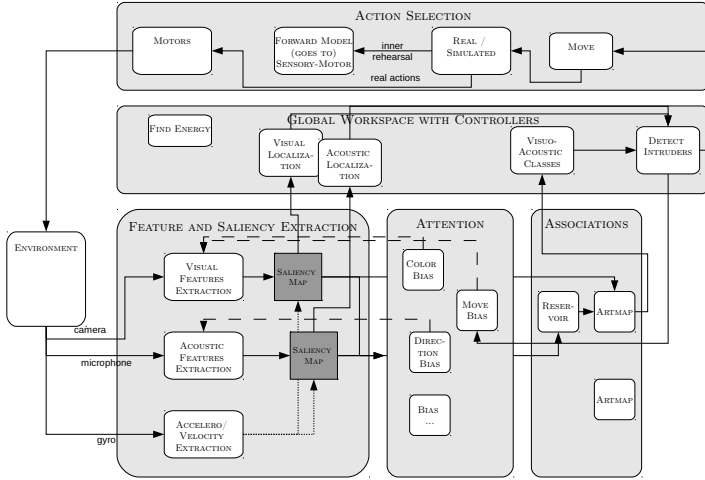 ACTION SELECTION
MOTORS
FORWARD MODEL
(GOES TO)
SENSORY-MOTOR
inner
rehearsal
REAL /
SIMULATED
MOVE
real actions
GLOBAL WORKSPACE WITH CONTROLLERS
FIND ENERGY
VISUAL
LOCALIZA-
TION
ACOUSTIC
LOCALIZA-
TION
VISUO-
ACOUSTIC
CLASSES
DETECT
INTRUDERS
ENVIRONMENT
FEATURE AND SALIENCY EXTRACTION
ATTENTION
ASSOCIATIONS
VISUAL
FEATURES
EXTRACTION
SALIENCY
MAP
COLOR
BIAS
MOVE
BIAS
RESER-
VOIR
ARTMAP
camera
ACOUSTIC
FEATURES
EXTRACTION
SALIENCY
MAP
DIREC-
TION
BIAS
microphone
ARTMAP
ACCELERO/
VELOCITY
EXTRACTION
BIAS
...
gyro